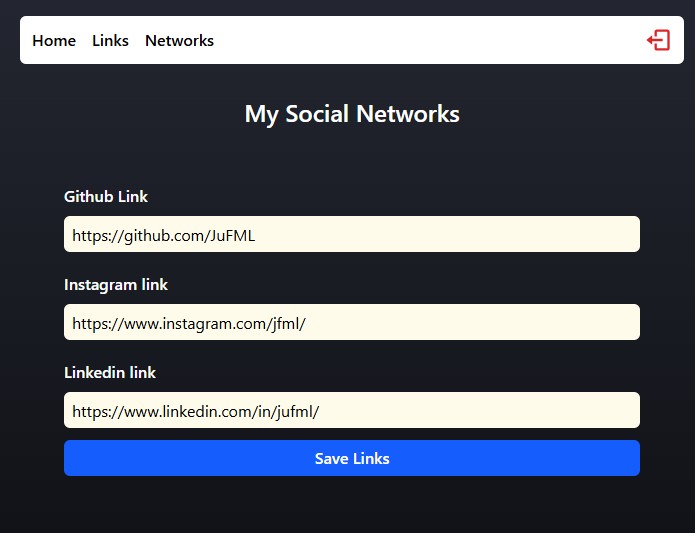 Home Links Networks
My Social Networks
Github Link
https://github.com/JuFML
Instagram link
https://www.instagram.com/jfml/
Linkedin link
https://www.linkedin.com/in/jufml/
Save Links